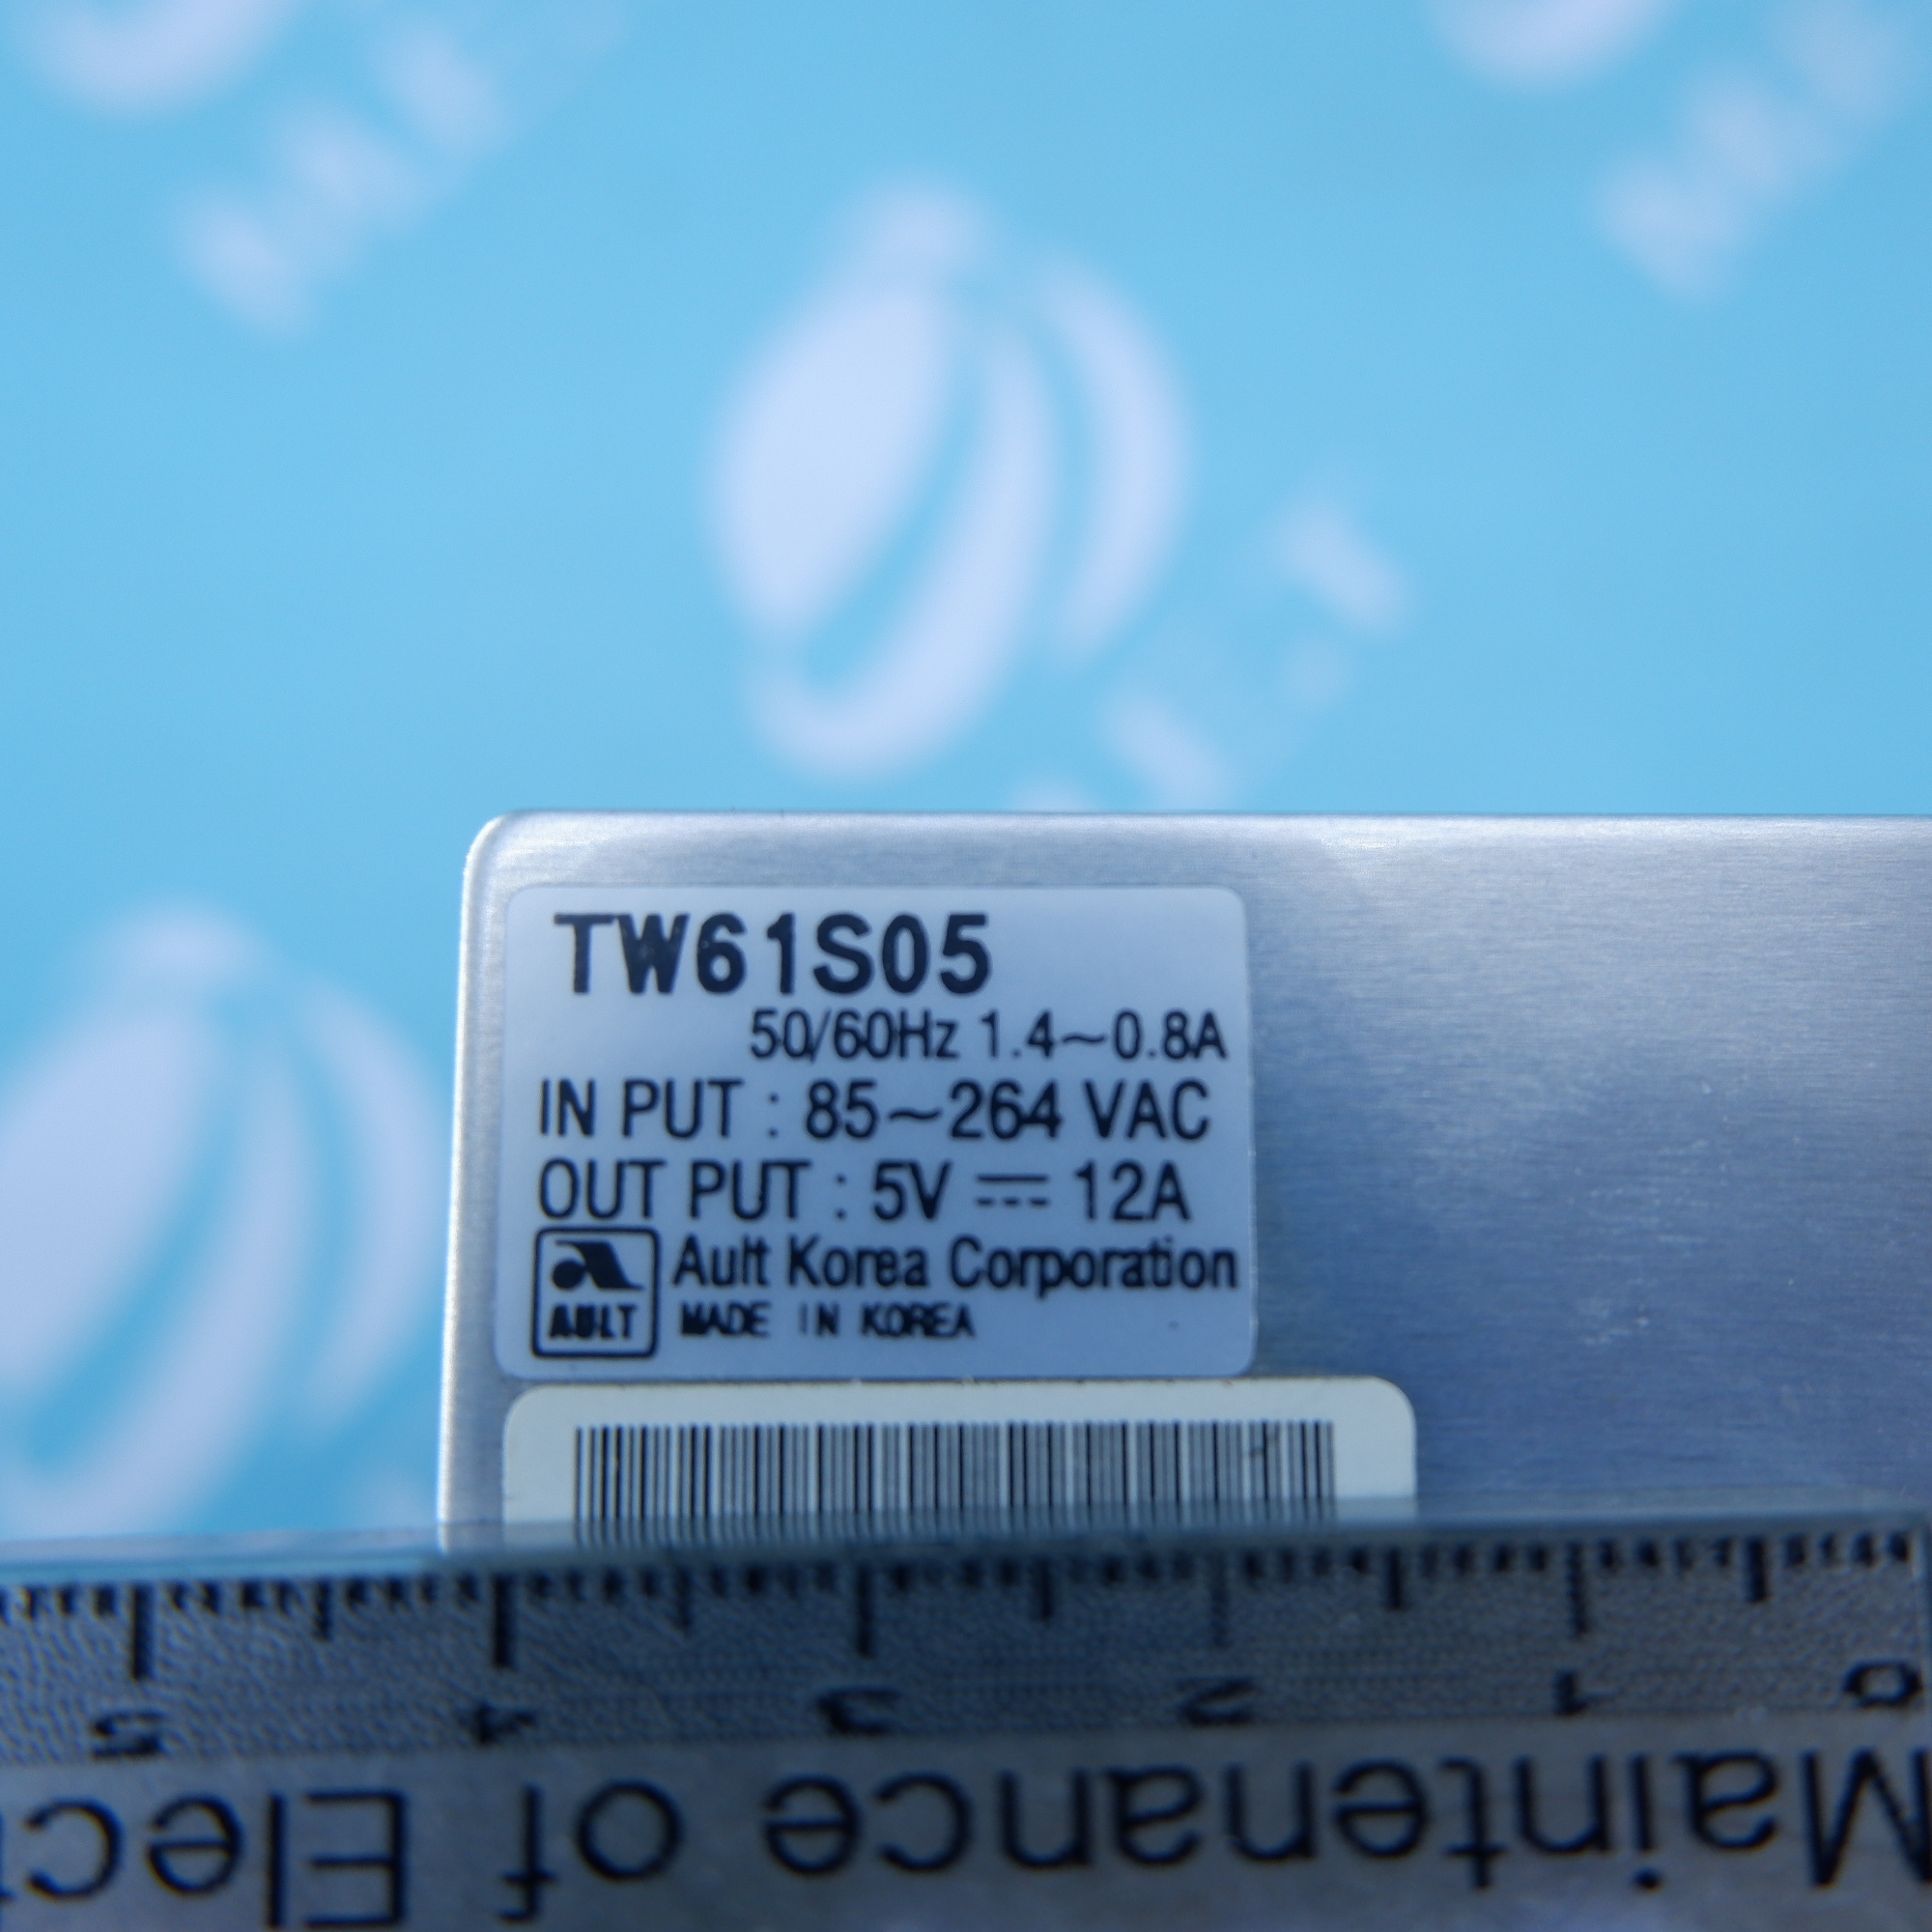 TW61S05
50/60Hz 1.4~0.8A
IN PUT : 85~264 VAC
OUT PUT : 5V ⎓ 12A
AULT
Ault Korea Corporation
MADE IN KOREA
0 1 2 3 4 5
Maintenance of Elec